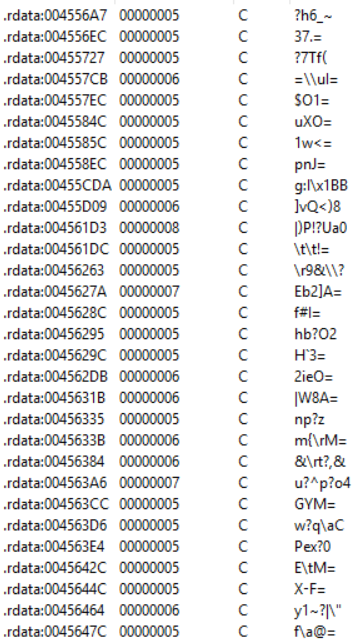 .rdata:004556A7 00000005 C ?h6_~
.rdata:004556EC 00000005 C 37.=
.rdata:00455727 00000005 C ?7Tf(
.rdata:004557CB 00000006 C =\\uI=
.rdata:004557EC 00000005 C $O1=
.rdata:0045584C 00000005 C uXO=
.rdata:0045585C 00000005 C 1w<=
.rdata:004558EC 00000005 C pnJ=
.rdata:00455CDA 00000005 C g:l\x1BB
.rdata:00455D09 00000006 C ]vQ<)8
.rdata:004561D3 00000008 C |)P!?Ua0
.rdata:004561DC 00000005 C \t\t!=
.rdata:00456263 00000005 C \r9&\\?
.rdata:0045627A 00000007 C Eb2]A=
.rdata:0045628C 00000005 C f#I=
.rdata:00456295 00000005 C hb?O2
.rdata:0045629C 00000005 C H`3=
.rdata:004562DB 00000006 C 2ieO=
.rdata:0045631B 00000006 C |W8A=
.rdata:00456335 00000005 C np?z
.rdata:0045633B 00000006 C m{\rM=
.rdata:00456384 00000006 C &\rt?,&
.rdata:004563A6 00000007 C u?^p?o4
.rdata:004563CC 00000005 C GYM=
.rdata:004563D6 00000005 C w?q\aC
.rdata:004563E4 00000005 C Pex?0
.rdata:0045642C 00000005 C E\tM=
.rdata:0045644C 00000005 C X-F=
.rdata:00456464 00000006 C y1~?|\"
.rdata:0045647C 00000005 C f\a@=